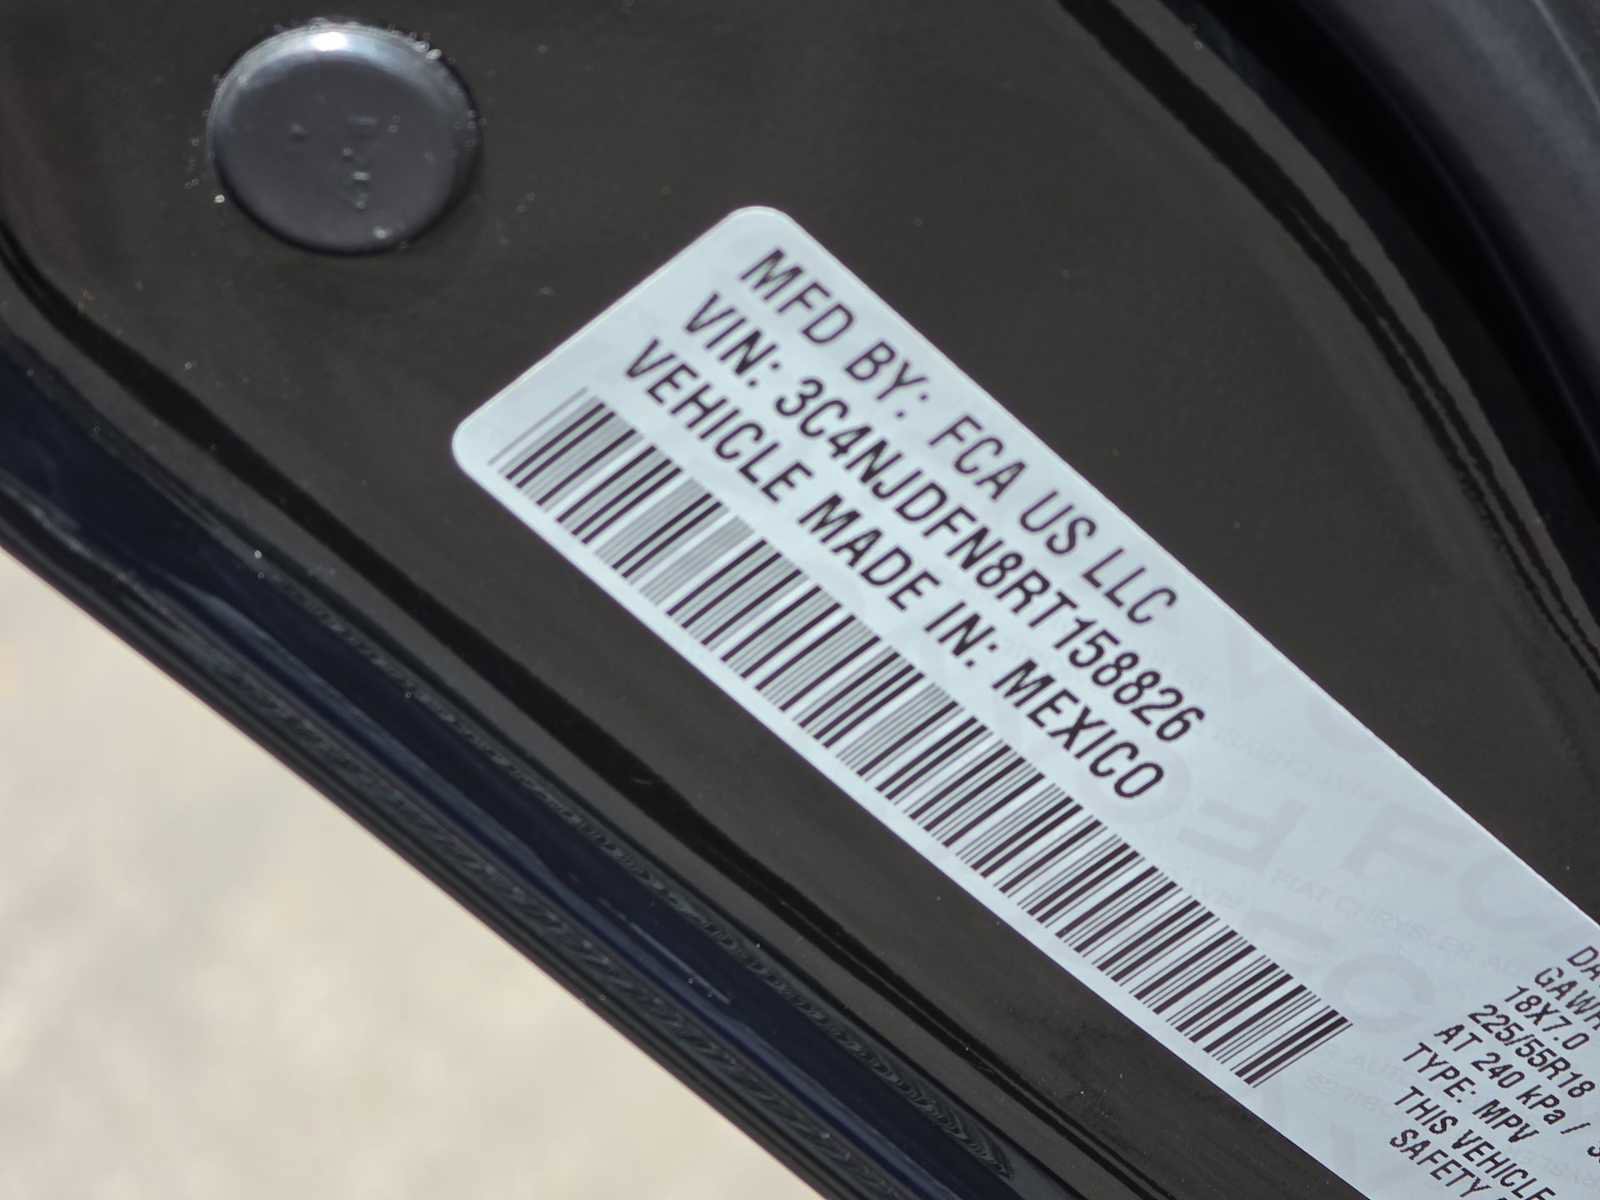 MFD BY: FCA US LLC
VIN: 3C4NJDFN8RT158826
VEHICLE MADE IN: MEXICO
GAWR
18X7.0
225/55R18
AT 240 kPa /
TYPE: MPV
THIS VEHICLE
SAFETY